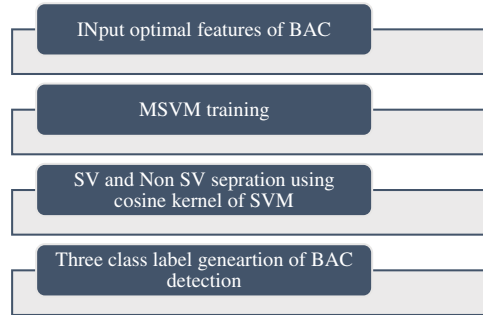 INput optimal features of BAC
MSVM training
SV and Non SV sepration using
cosine kernel of SVM
Three class label geneartion of BAC
detection